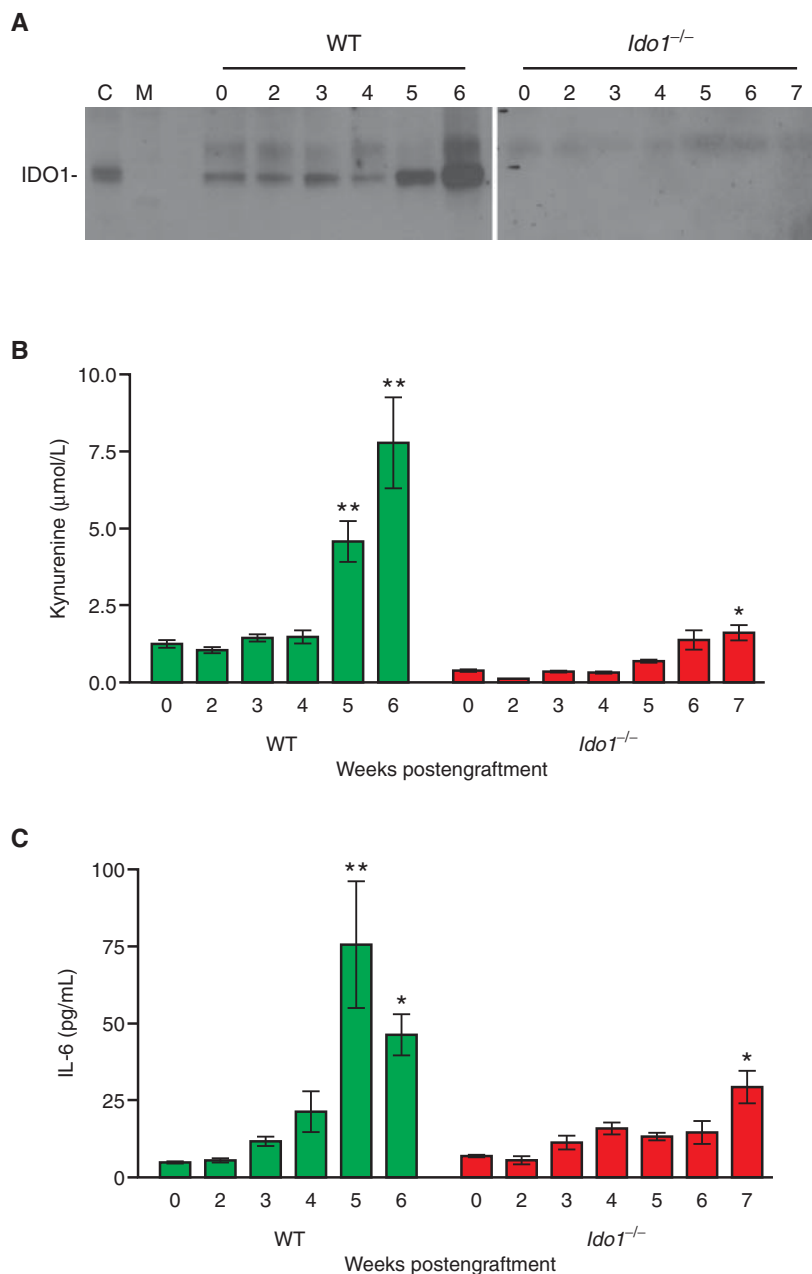 A
WT Ido1–/–
C M 0 2 3 4 5 6 0 2 3 4 5 6 7
IDO1-
B
10.0
7.5
5.0
2.5
0.0
Kynurenine (μmol/L)
** ** *
0 2 3 4 5 6 0 2 3 4 5 6 7
WT Ido1–/–
Weeks postengraftment
C
100
75
50
25
0
IL-6 (pg/mL)
** * *
0 2 3 4 5 6 0 2 3 4 5 6 7
WT Ido1–/–
Weeks postengraftment